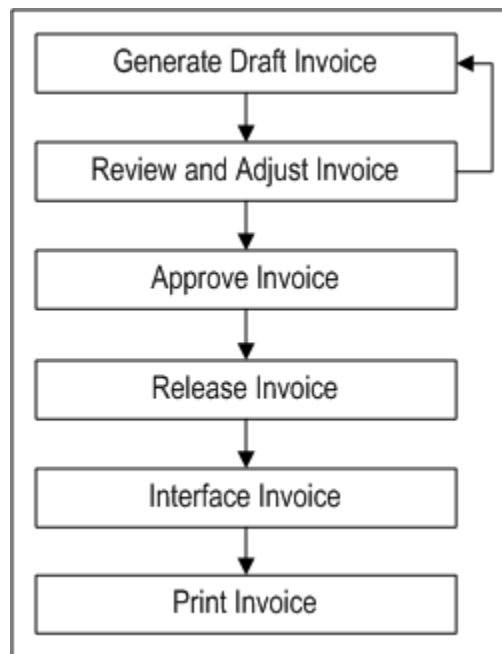 Generate Draft Invoice
Review and Adjust Invoice
Approve Invoice
Release Invoice
Interface Invoice
Print Invoice